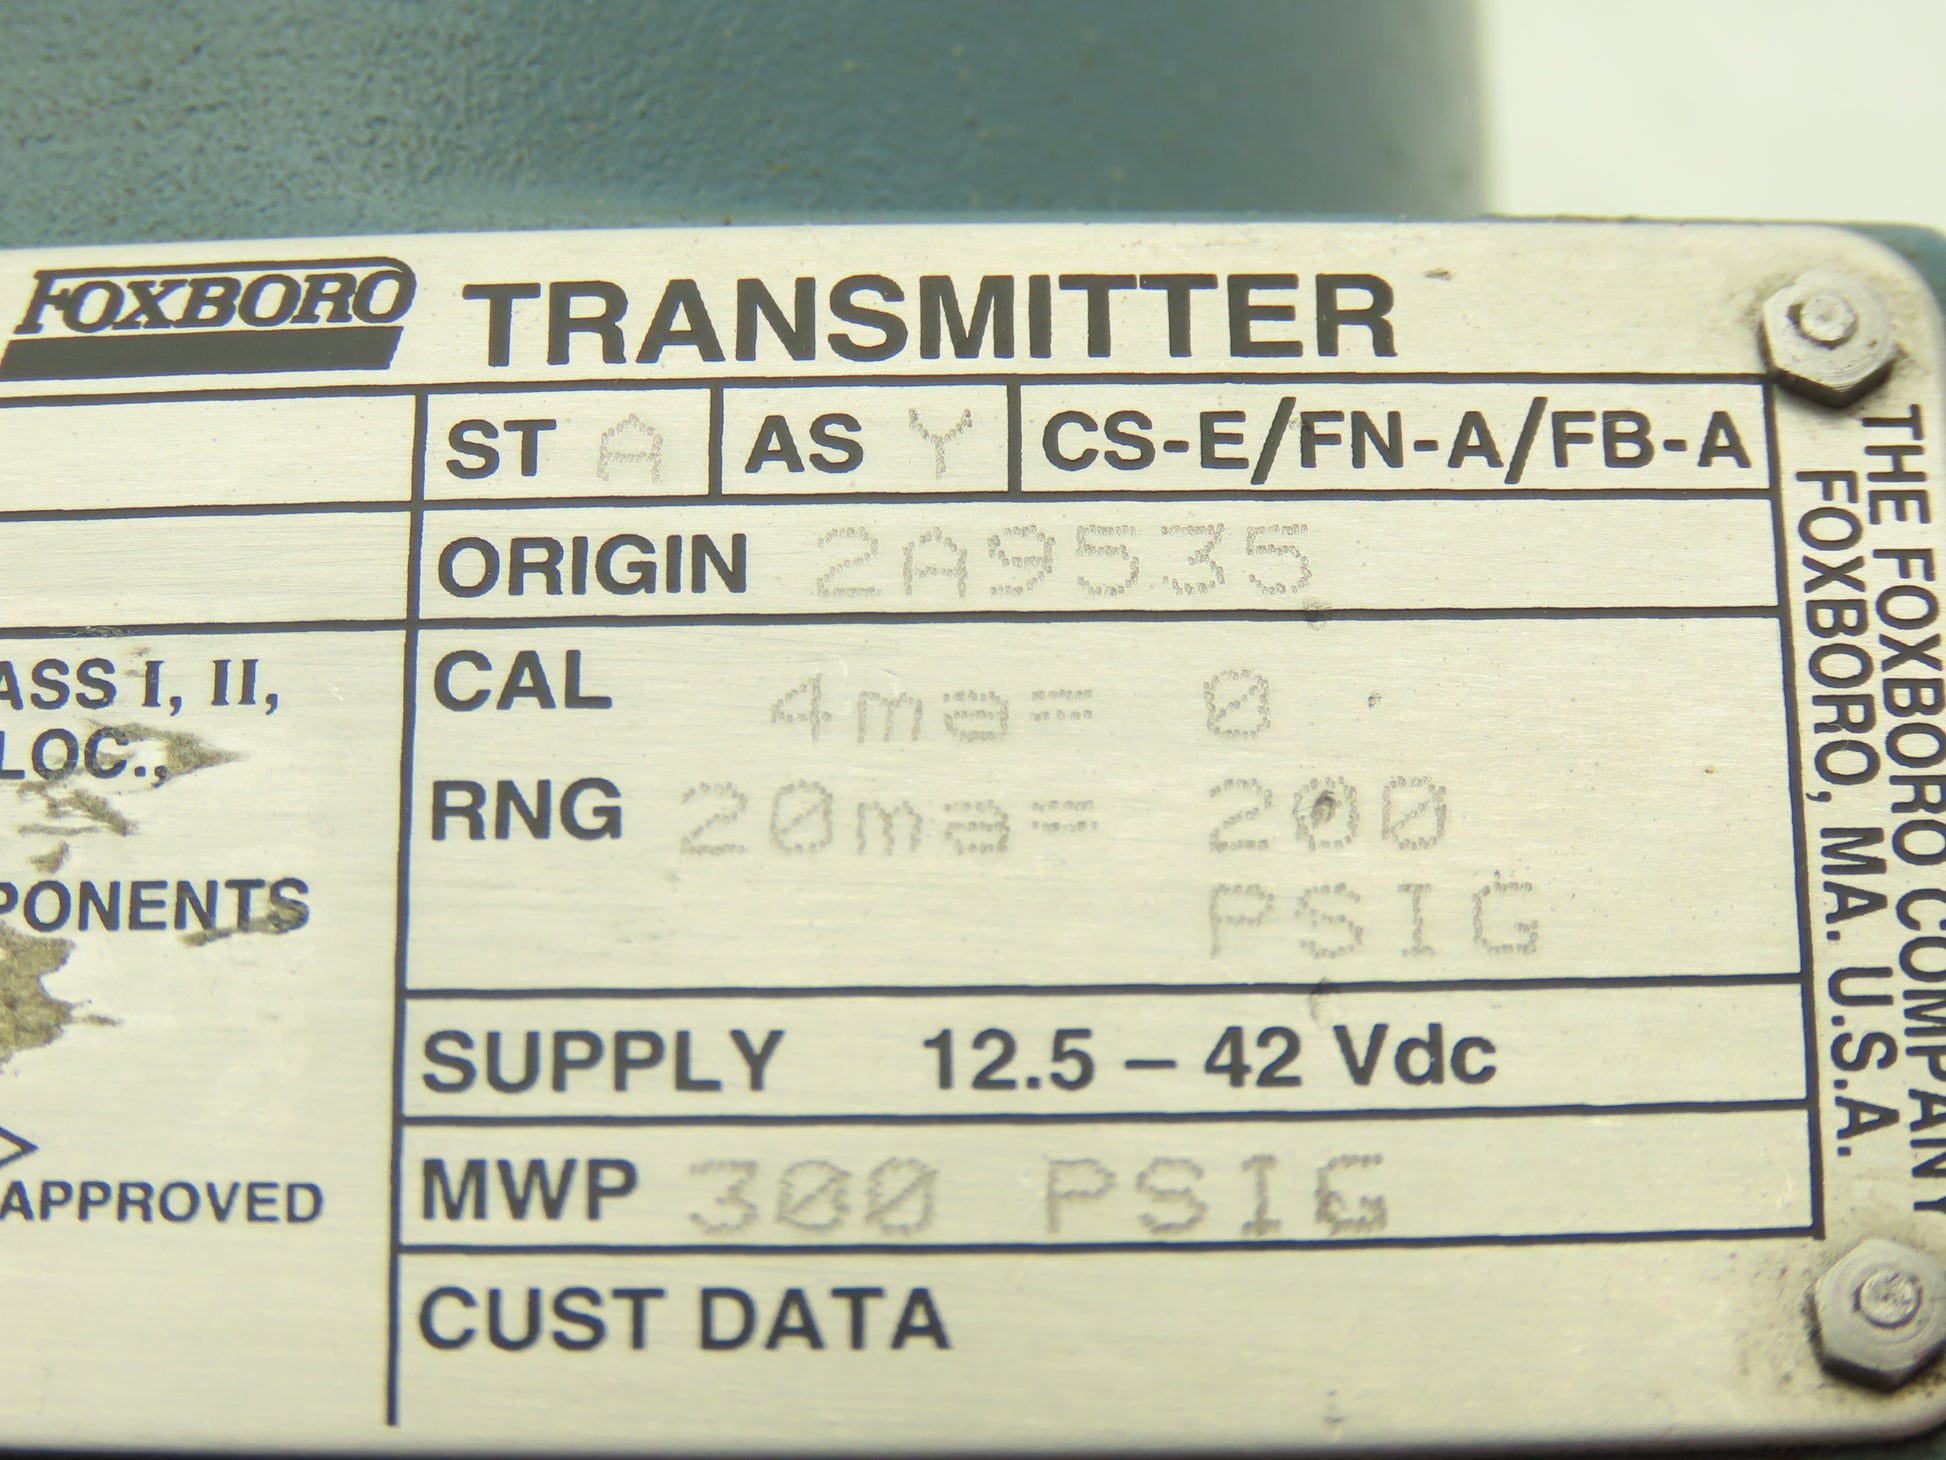 FOXBORO TRANSMITTER
ST A AS Y CS-E/FN-A/FB-A
ORIGIN 2A9535
CAL 4ma= 0
RNG 20ma= 200
PSIG
SUPPLY 12.5 – 42 Vdc
MWP 300 PSIG
CUST DATA
ASS I, II,
LOC.,
PONENTS
APPROVED
THE FOXBORO COMPANY
FOXBORO, MA. U.S.A.